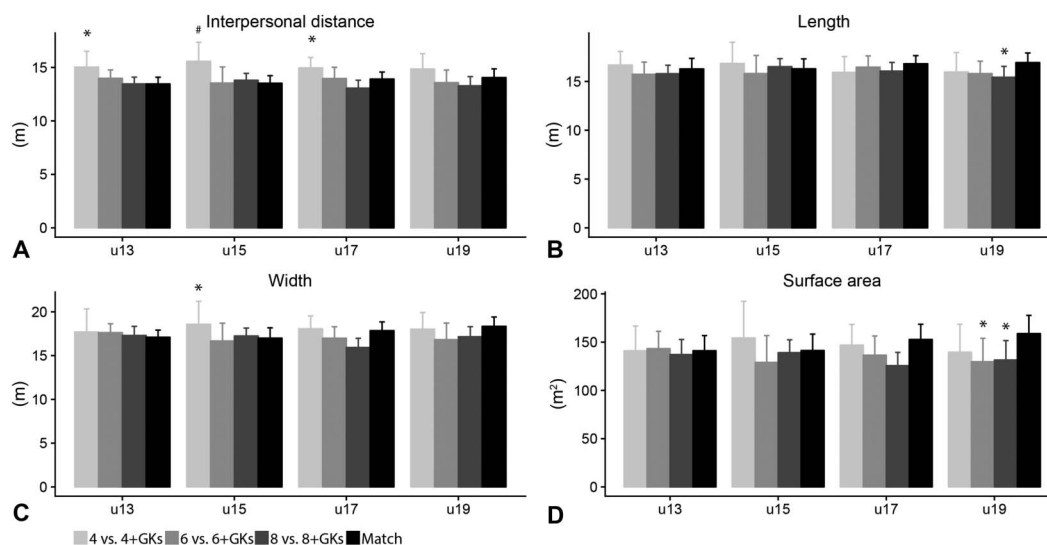 Interpersonal distance
*
#
*
15
10
5
0
(m)
u13 u15 u17 u19
A
Length
*
15
10
5
0
(m)
u13 u15 u17 u19
B
Width
*
20
15
10
5
0
(m)
u13 u15 u17 u19
C
Surface area
* *
200
150
100
50
0
(m²)
u13 u15 u17 u19
D
4 vs. 4+GKs 6 vs. 6+GKs 8 vs. 8+GKs Match